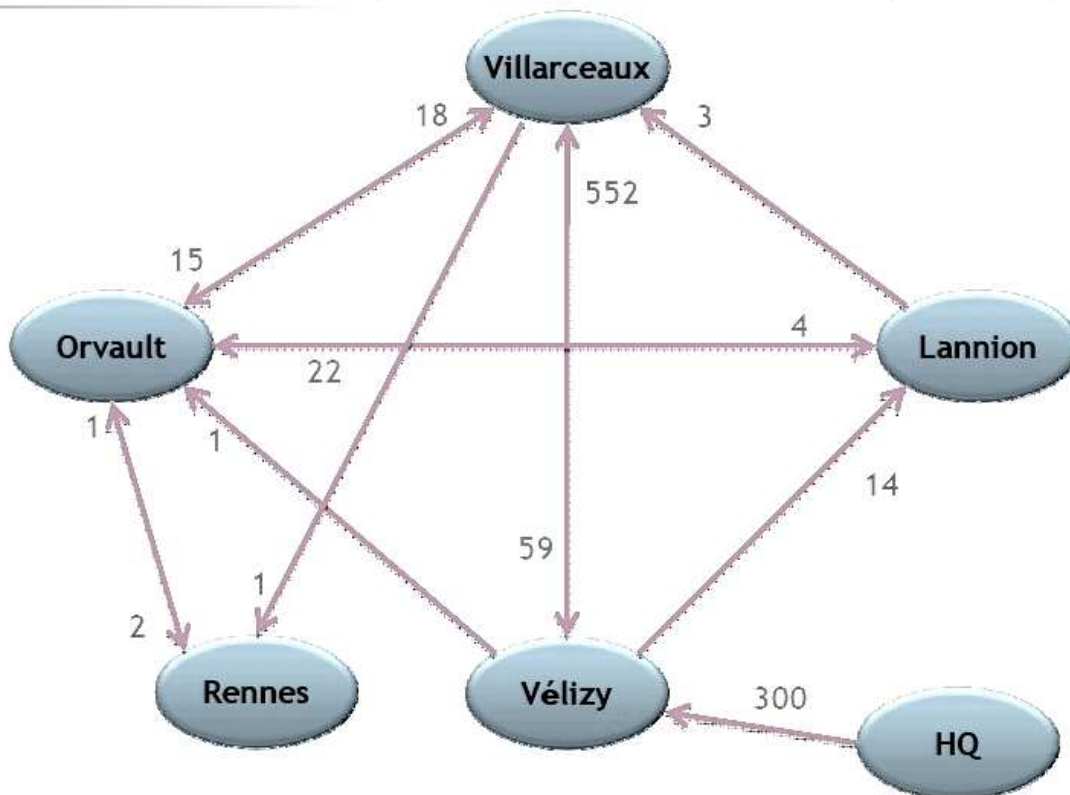 Villarceaux
18
3
552
15
Orvault
4
Lannion
22
1
1
14
59
1
2
Rennes
Vélizy
300
HQ